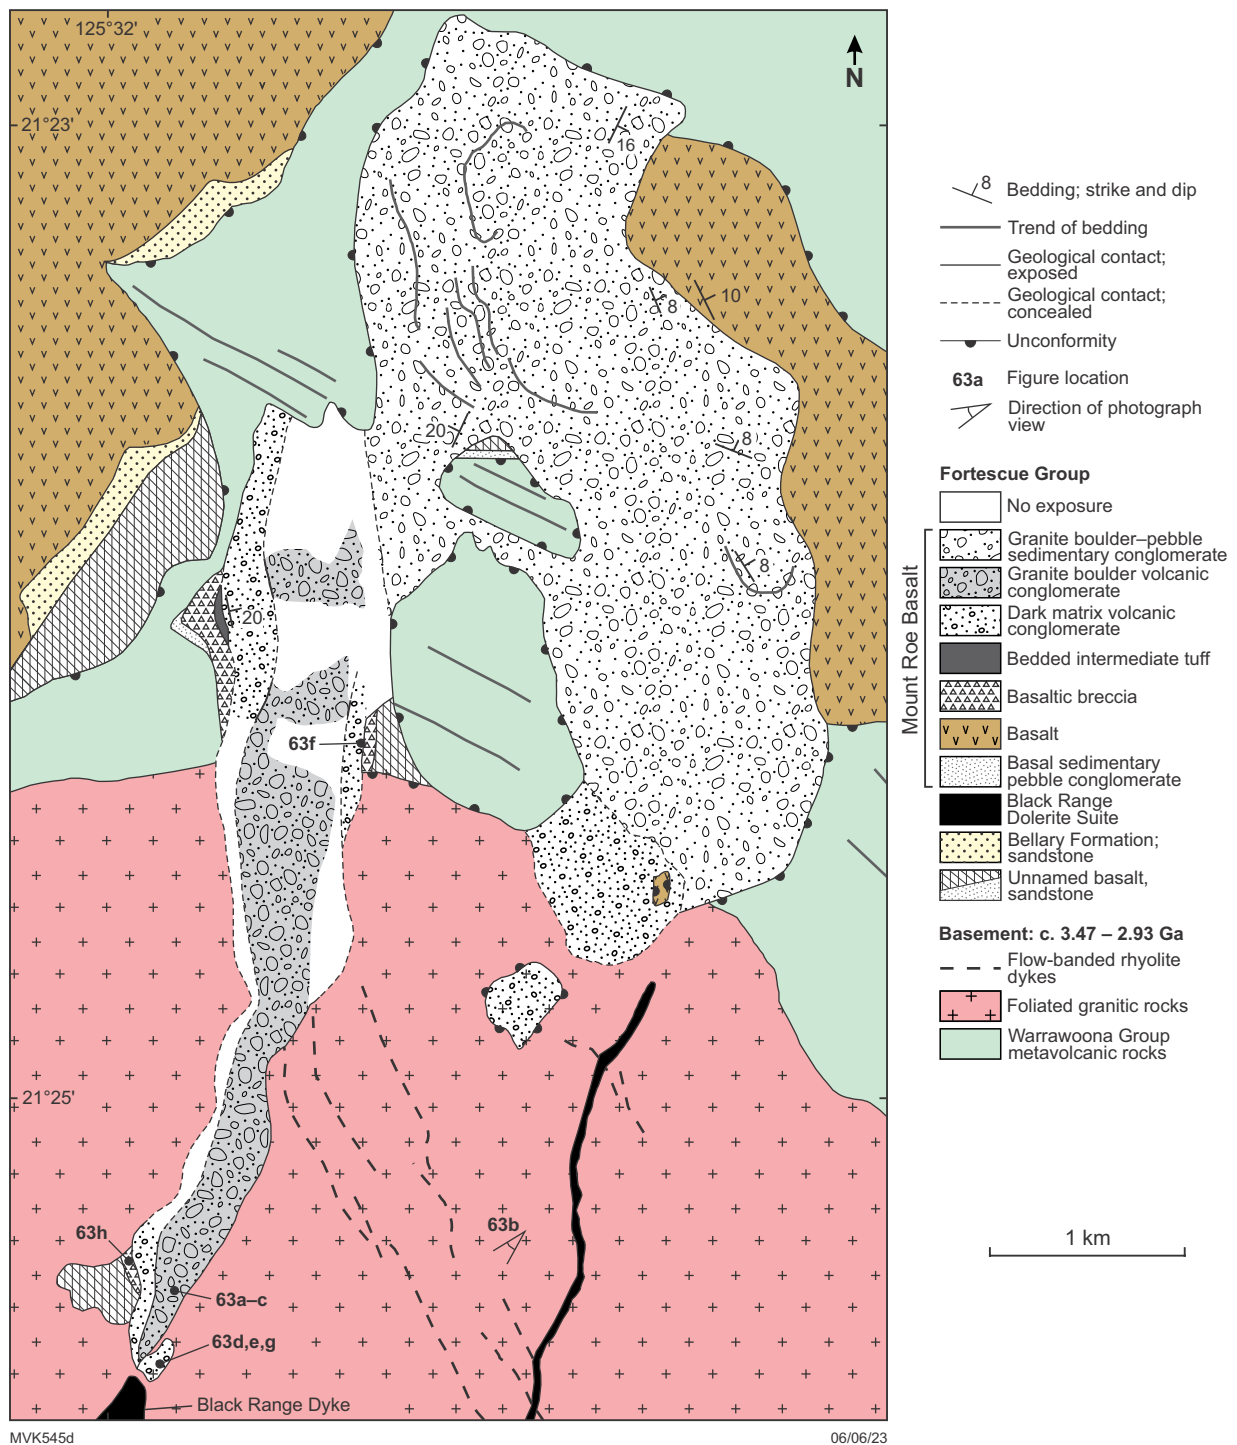 125°32'
N
21°23'
16
8
10
20
8
8
20
63f
21°25'
63b
63h
63a–c
63d,e,g
Black Range Dyke
MVK545d
06/06/23
8
Bedding; strike and dip
Trend of bedding
Geological contact;
exposed
Geological contact;
concealed
Unconformity
63a
Figure location
Direction of photograph
view
Fortescue Group
No exposure
Mount Roe Basalt
Granite boulder–pebble
sedimentary conglomerate
Granite boulder volcanic
conglomerate
Dark matrix volcanic
conglomerate
Bedded intermediate tuff
Basaltic breccia
Basalt
Basal sedimentary
pebble conglomerate
Black Range
Dolerite Suite
Bellary Formation;
sandstone
Unnamed basalt,
sandstone
Basement: c. 3.47 – 2.93 Ga
Flow-banded rhyolite
dykes
Foliated granitic rocks
Warrawoona Group
metavolcanic rocks
1 km